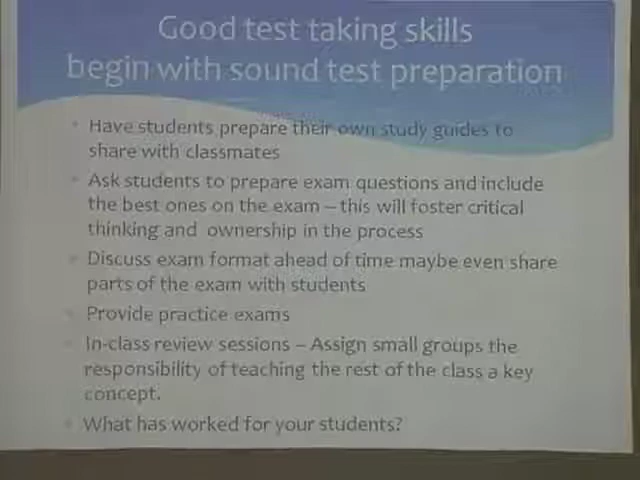 Good test taking skills
begin with sound test preparation
Have students prepare their own study guides to
share with classmates
Ask students to prepare exam questions and include
the best ones on the exam – this will foster critical
thinking and ownership in the process
Discuss exam format ahead of time maybe even share
parts of the exam with students
Provide practice exams
In-class review sessions – Assign small groups the
responsibility of teaching the rest of the class a key
concept.
What has worked for your students?